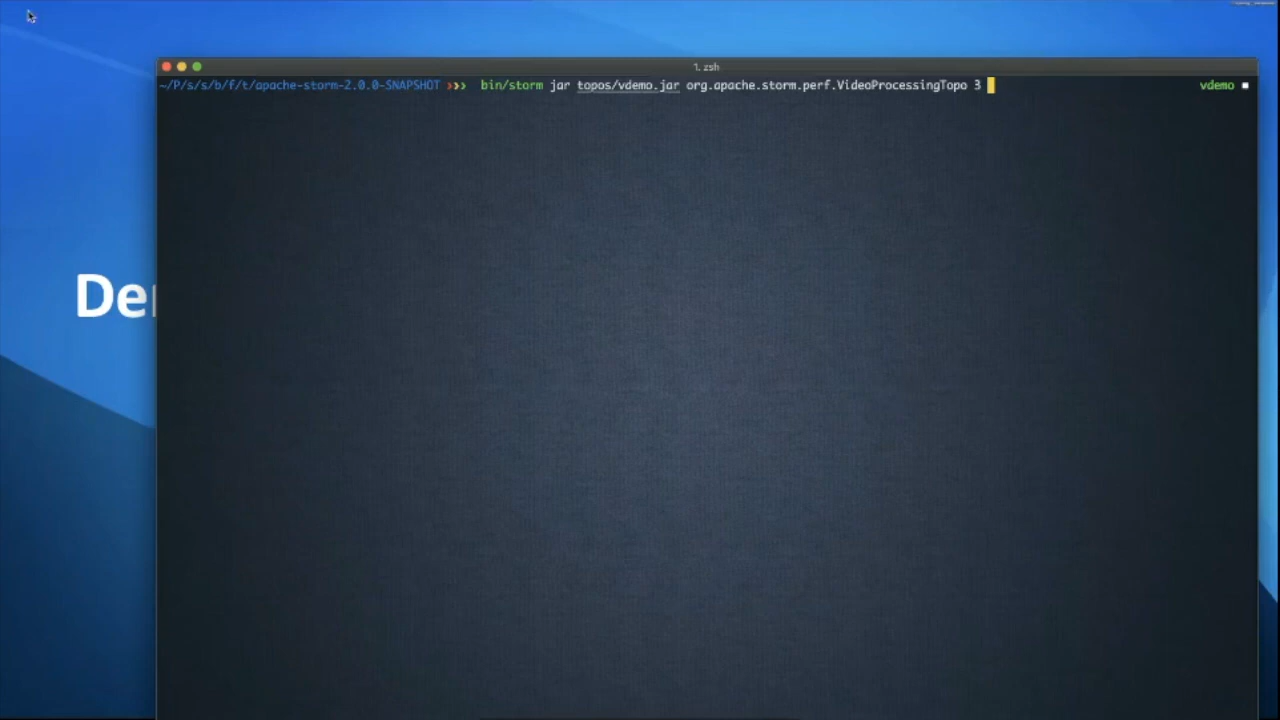 1. zsh
~/P/s/s/b/f/t/apache-storm-2.0.0-SNAPSHOT ❯❯❯ bin/storm jar topos/vdemo.jar org.apache.storm.perf.VideoProcessingTopo 3 vdemo ■